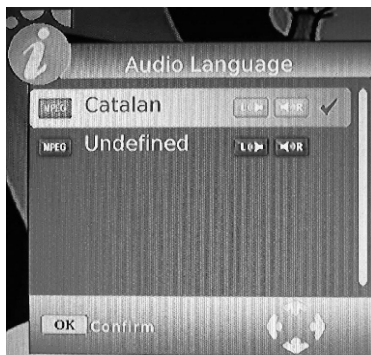 Audio Language
MPEG Catalan L R
MPEG Undefined L R
OK Confirm